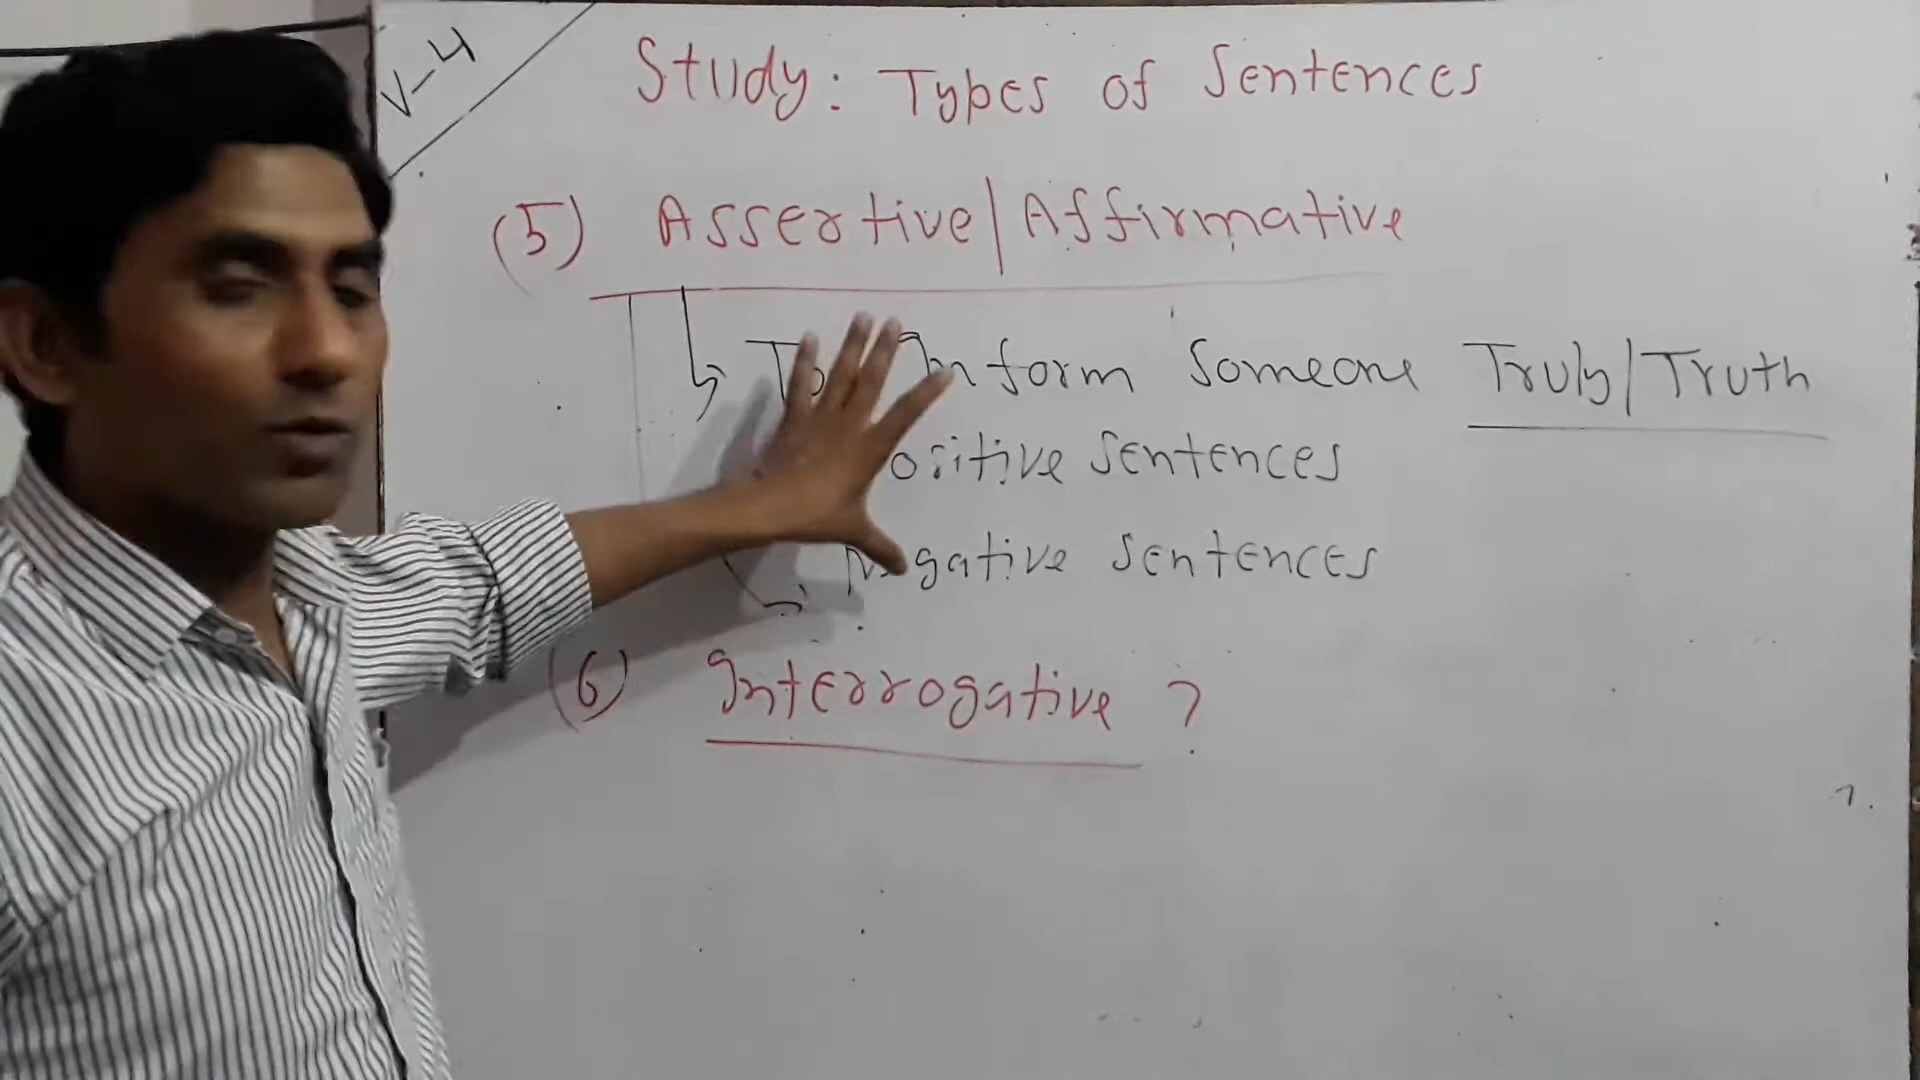 V-4
Study: Types of Sentences
(5) Assertive/Affirmative
To Inform Someone Truly/Truth
Positive Sentences
Negative Sentences
(6) Interrogative ?